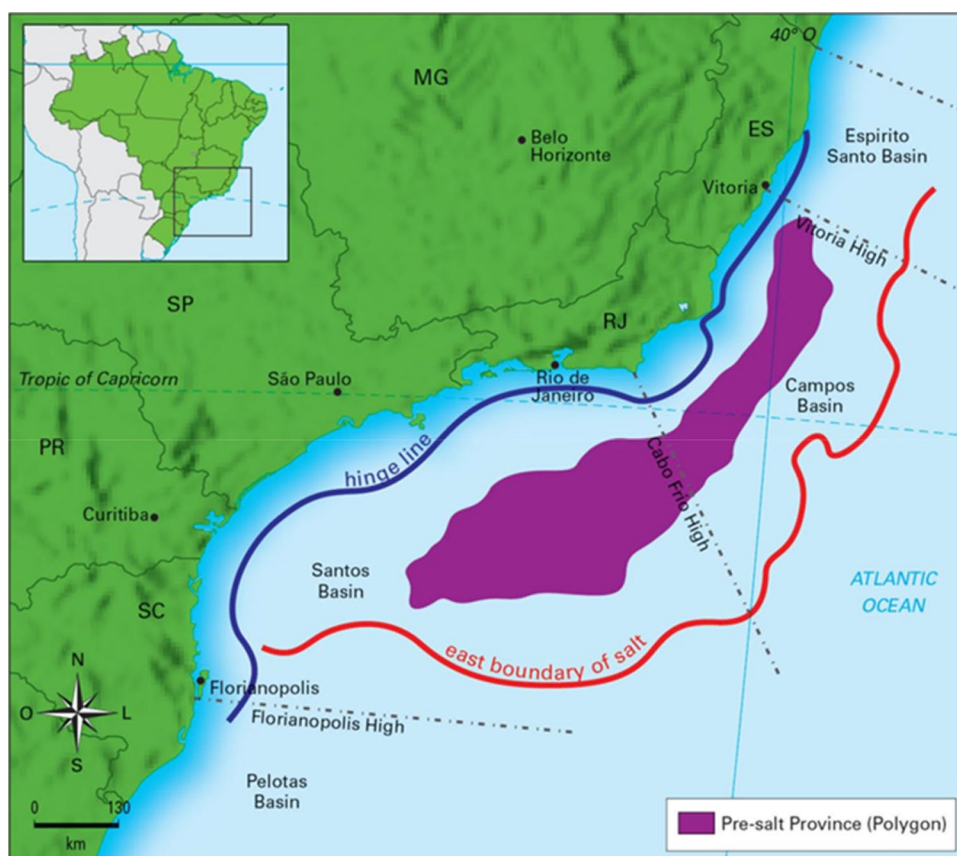 40° O
MG
Belo
Horizonte
ES
Espirito
Santo Basin
Vitoria
Vitoria High
SP
RJ
Tropic of Capricorn
São Paulo
Rio de
Janeiro
Campos
Basin
PR
hinge line
Cabo Frio High
Curitiba
Santos
Basin
ATLANTIC
OCEAN
SC
east boundary of salt
N
O
L
S
Florianopolis
Florianopolis High
Pelotas
Basin
0
130
km
Pre-salt Province (Polygon)